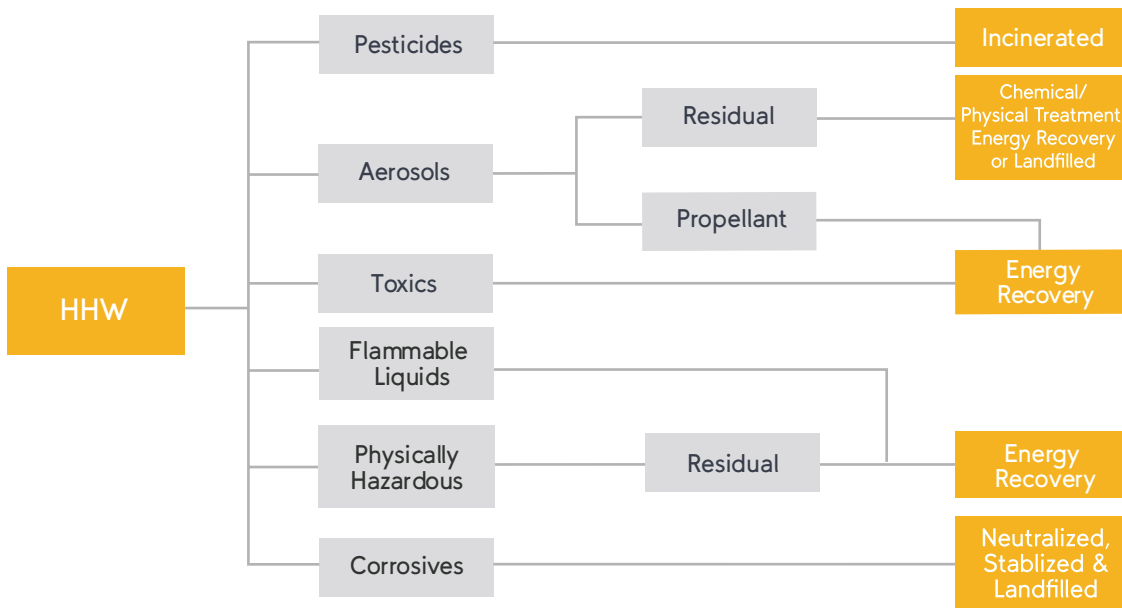 Pesticides
Incinerated
Chemical/
Physical Treatment
Energy Recovery
or Landfilled
Residual
Aerosols
Propellant
Energy
Recovery
Toxics
HHW
Flammable
Liquids
Physically
Hazardous
Residual
Energy
Recovery
Corrosives
Neutralized,
Stablized &
Landfilled